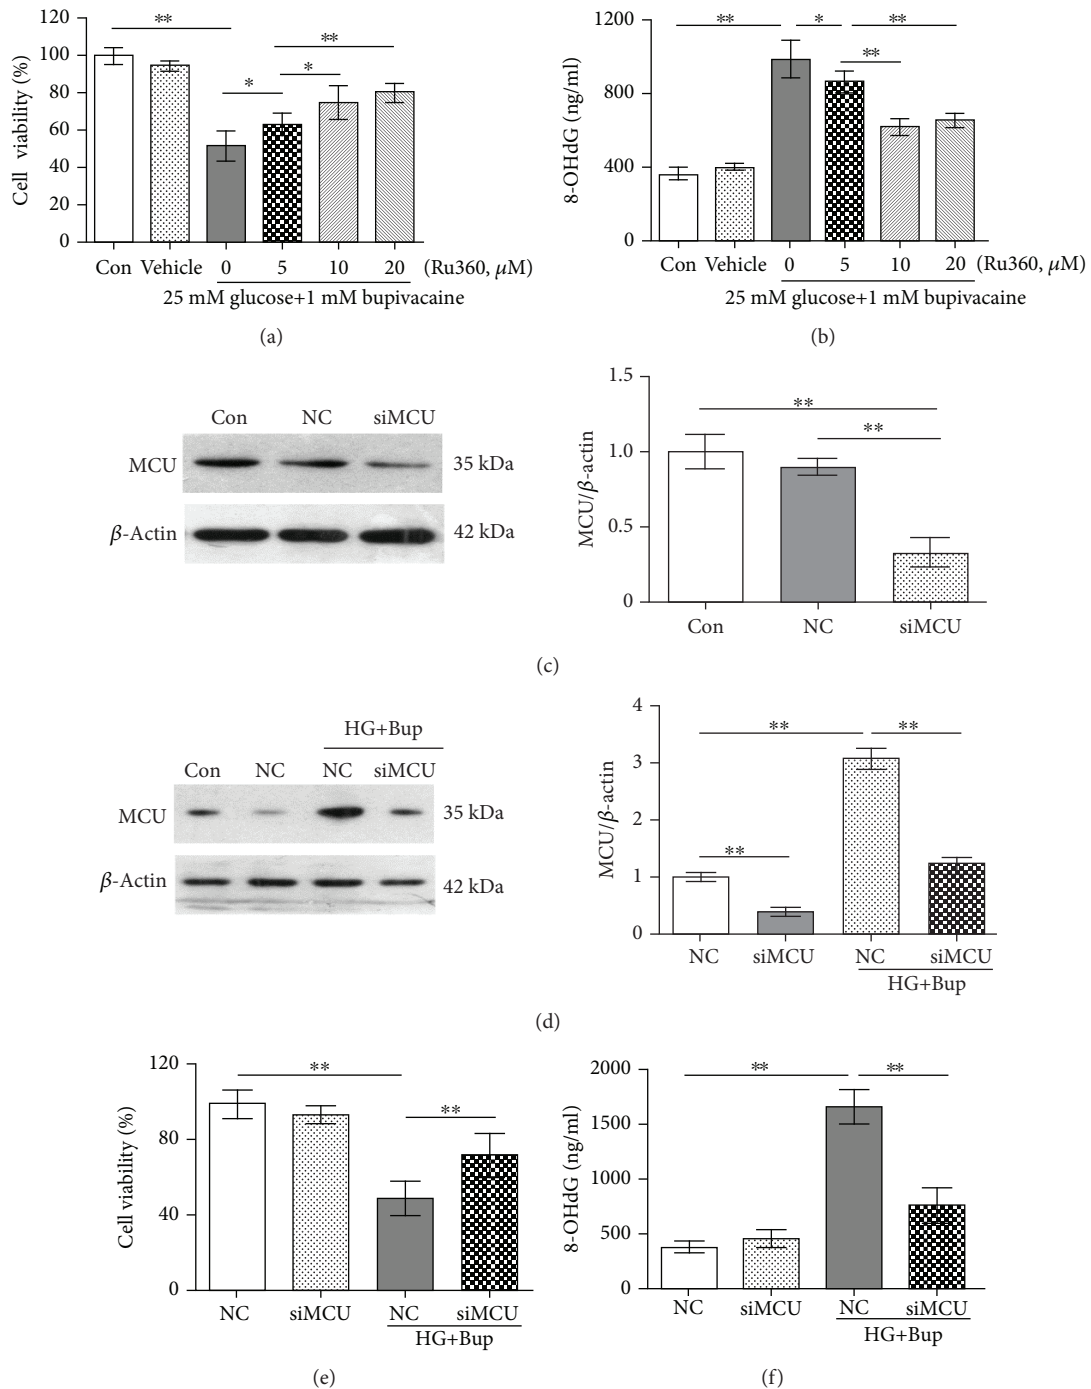 120
100
80
60
40
20
0
Cell viability (%)
**
**
*
*
Con Vehicle 0 5 10 20 (Ru360, μM)
25 mM glucose+1 mM bupivacaine
(a)
1200
800
400
0
8-OHdG (ng/ml)
** * **
**
Con Vehicle 0 5 10 20 (Ru360, μM)
25 mM glucose+1 mM bupivacaine
(b)
Con NC siMCU
MCU 35 kDa
β-Actin 42 kDa
1.5
1.0
0.5
0
MCU/β-actin
**
**
Con NC siMCU
(c)
HG+Bup
Con NC NC siMCU
MCU 35 kDa
β-Actin 42 kDa
4
3
2
1
0
MCU/β-actin
** **
**
NC siMCU NC siMCU
HG+Bup
(d)
120
80
40
0
Cell viability (%)
**
**
NC siMCU NC siMCU
HG+Bup
(e)
2000
1500
1000
500
0
8-OHdG (ng/ml)
** **
NC siMCU NC siMCU
HG+Bup
(f)